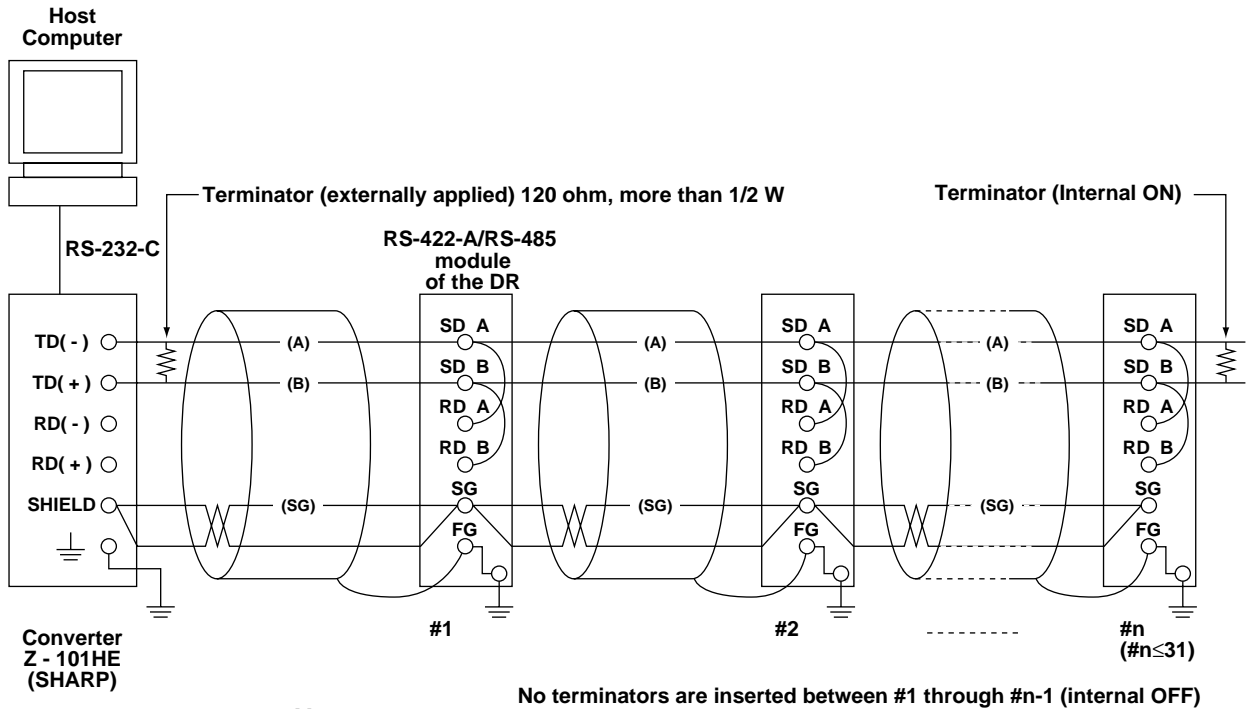 Host
Computer
Terminator (externally applied) 120 ohm, more than 1/2 W
Terminator (Internal ON)
RS-232-C
RS-422-A/RS-485
module
of the DR
TD( - )
TD( + )
RD( - )
RD( + )
SHIELD
(A)
(B)
(SG)
SD A
SD B
RD A
RD B
SG
FG
#1
(A)
(B)
(SG)
SD A
SD B
RD A
RD B
SG
FG
#2
(A)
(B)
(SG)
SD A
SD B
RD A
RD B
SG
FG
#n
(#n≤31)
Converter
Z - 101HE
(SHARP)
No terminators are inserted between #1 through #n-1 (internal OFF)